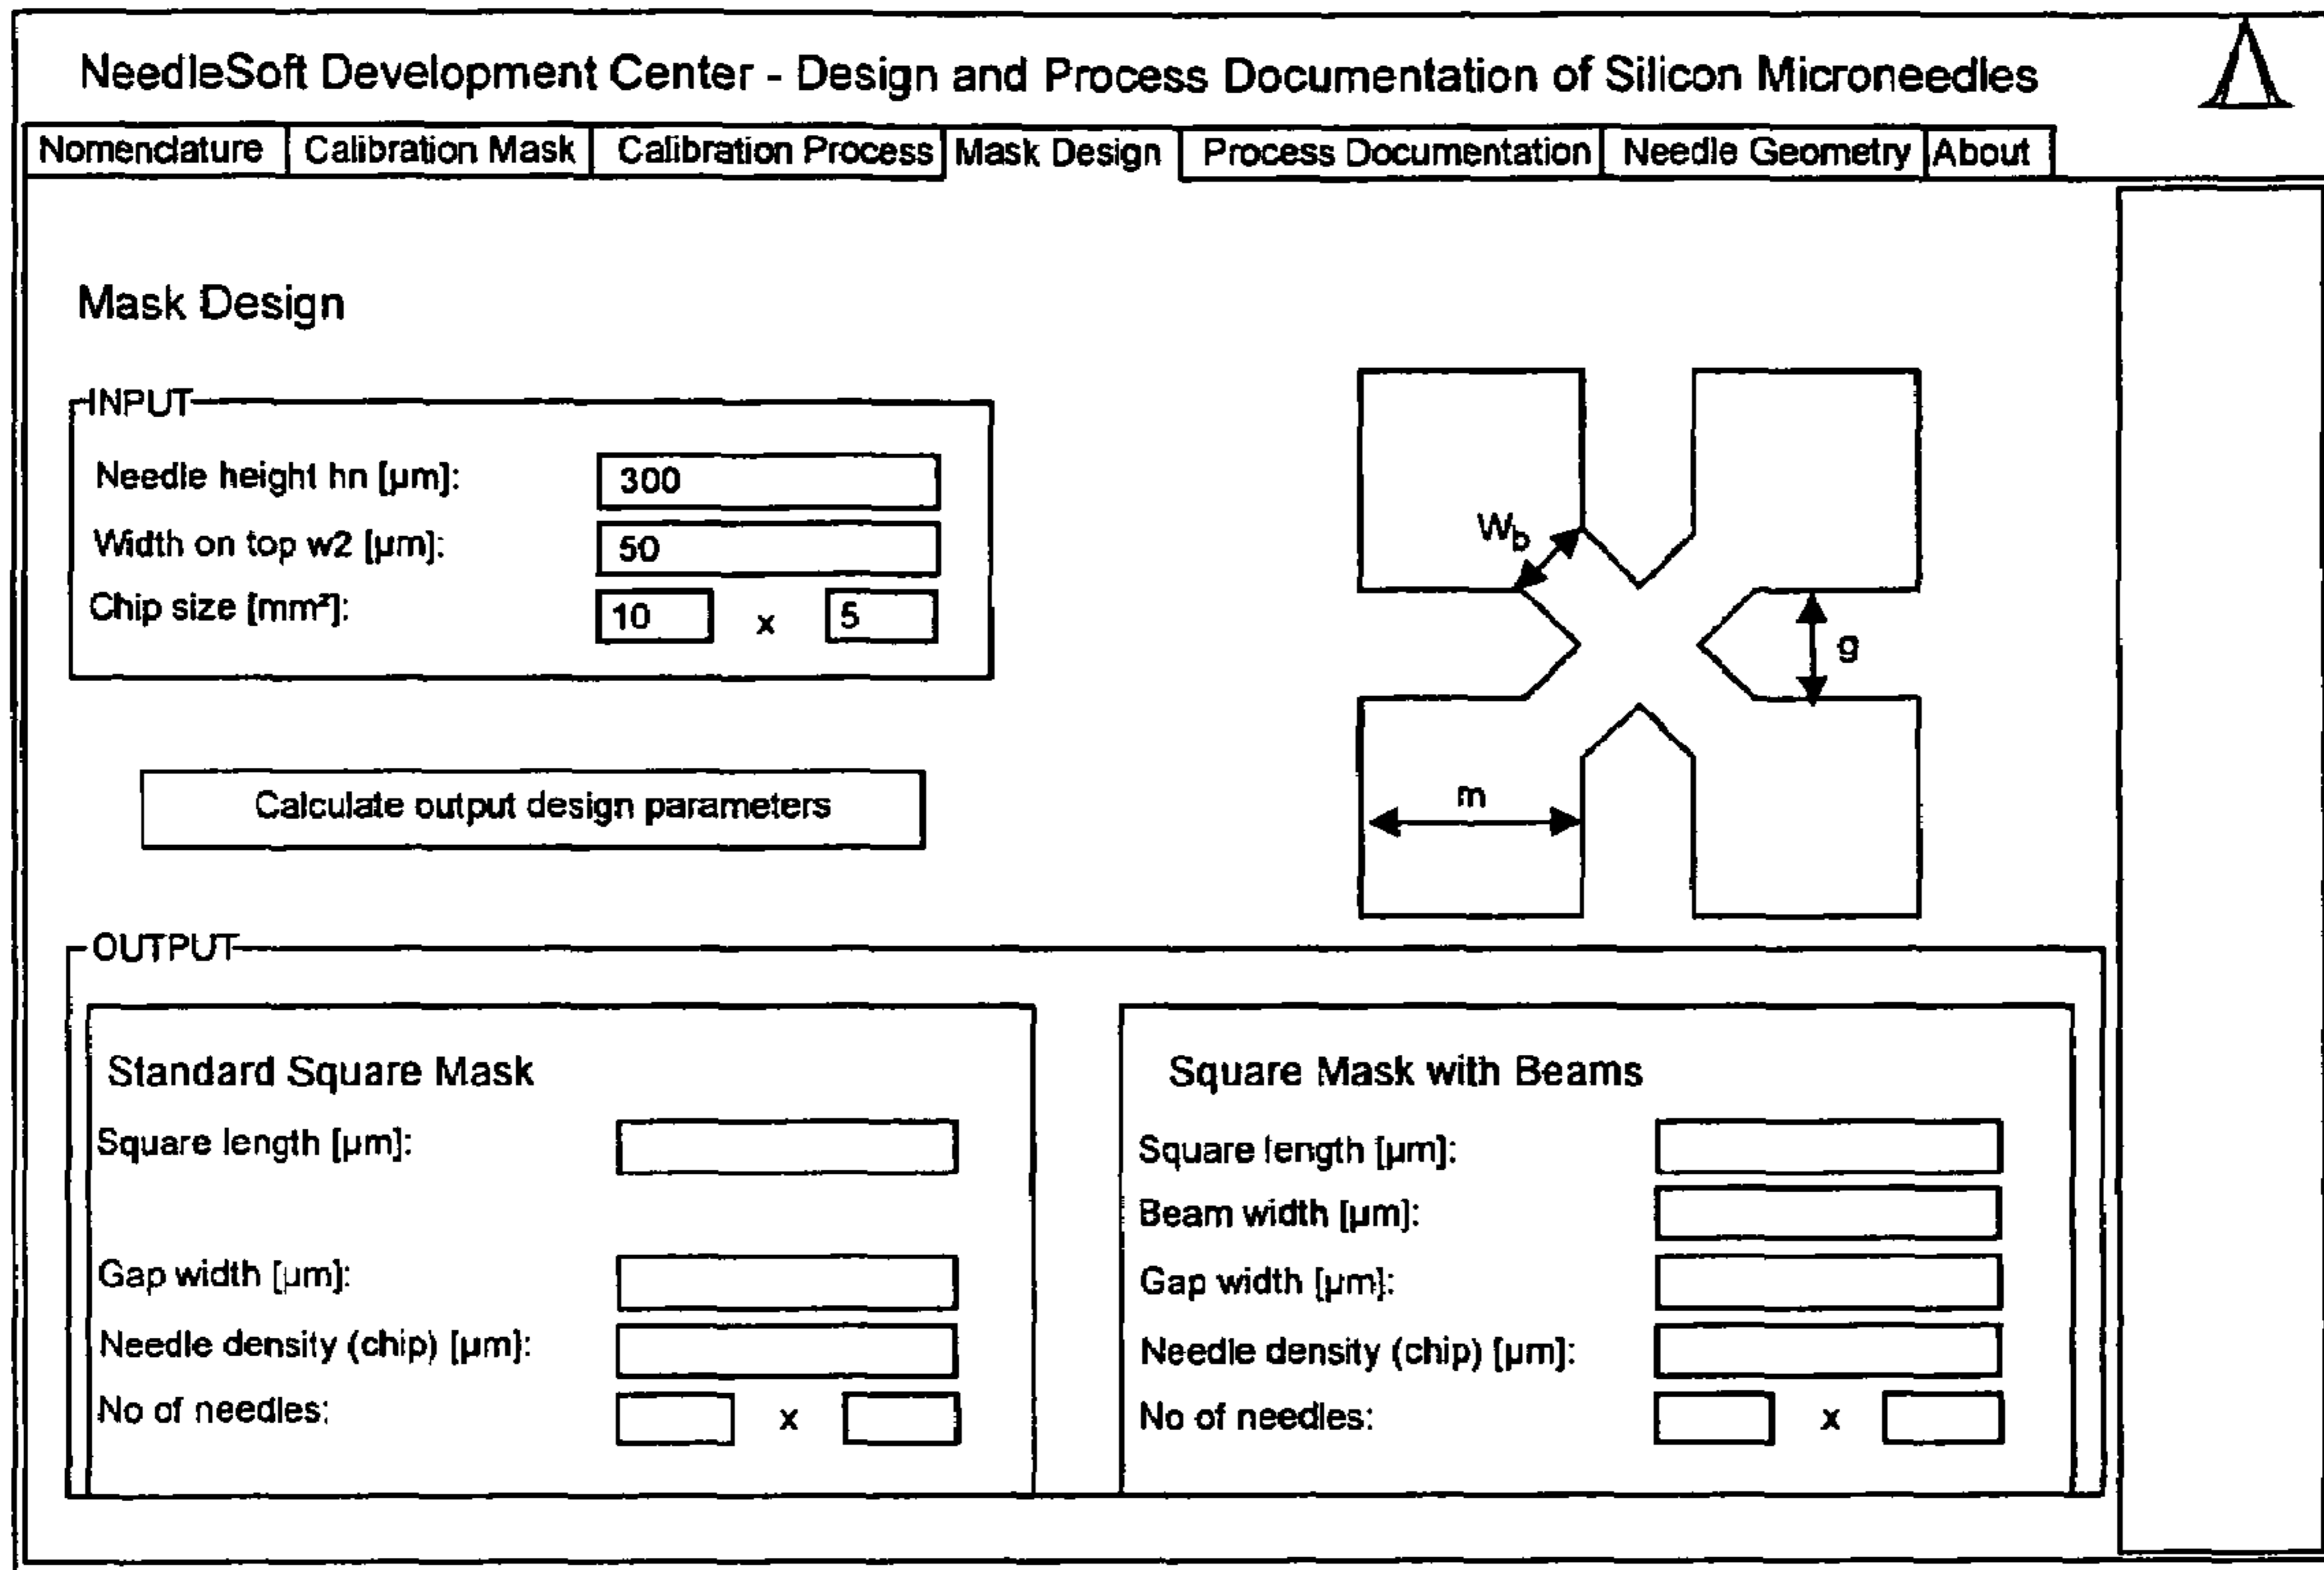 NeedleSoft Development Center - Design and Process Documentation of Silicon Microneedles
Nomenclature Calibration Mask Calibration Process Mask Design Process Documentation Needle Geometry About
Mask Design
INPUT
Needle height hn [µm]: 300
Width on top w2 [µm]: 50
Chip size [mm²]: 10 x 5
Calculate output design parameters
Wb
g
m
OUTPUT
Standard Square Mask
Square length [µm]:
Gap width [µm]:
Needle density (chip) [µm]:
No of needles: x
Square Mask with Beams
Square length [µm]:
Beam width [µm]:
Gap width [µm]:
Needle density (chip) [µm]:
No of needles: x